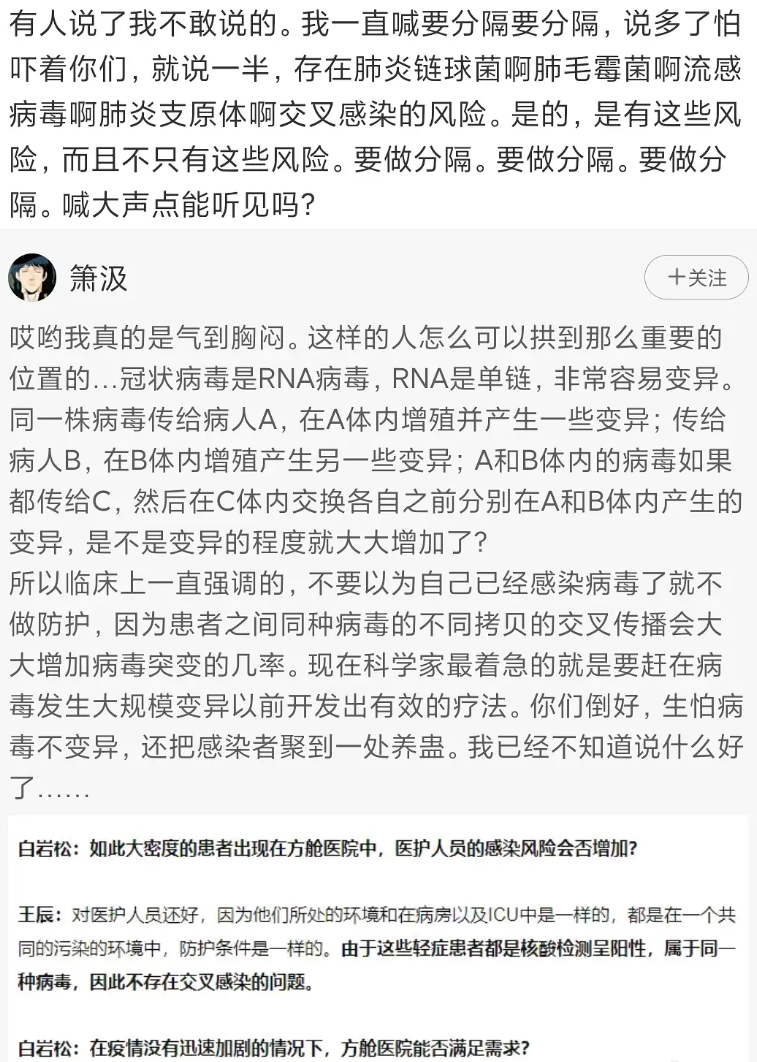 有人说了我不敢说的。我一直喊要分隔要分隔，说多了怕
吓着你们，就说一半，存在肺炎链球菌啊肺毛霉菌啊流感
病毒啊肺炎支原体啊交叉感染的风险。是的，是有这些风
险，而且不只有这些风险。要做分隔。要做分隔。要做分
隔。喊大声点能听见吗？
箫汲
＋关注
哎哟我真的是气到胸闷。这样的人怎么可以拱到那么重要的
位置的…冠状病毒是RNA病毒，RNA是单链，非常容易变异。
同一株病毒传给病人A，在A体内增殖并产生一些变异；传给
病人B，在B体内增殖产生另一些变异；A和B体内的病毒如果
都传给C，然后在C体内交换各自之前分别在A和B体内产生的
变异，是不是变异的程度就大大增加了？
所以临床上一直强调的，不要以为自己已经感染病毒了就不
做防护，因为患者之间同种病毒的不同拷贝的交叉传播会大
大增加病毒突变的几率。现在科学家最着急的就是要赶在病
毒发生大规模变异以前开发出有效的疗法。你们倒好，生怕病
毒不变异，还把感染者聚到一处养蛊。我已经不知道说什么好
了……
白岩松：如此大密度的患者出现在方舱医院中，医护人员的感染风险会否增加？
王辰：对医护人员还好，因为他们所处的环境和在病房以及ICU中是一样的，都是在一个共
同的污染的环境中，防护条件是一样的。由于这些轻症患者都是核酸检测呈阳性，属于同一
种病毒，因此不存在交叉感染的问题。
白岩松：在疫情没有迅速加剧的情况下，方舱医院能否满足需求？